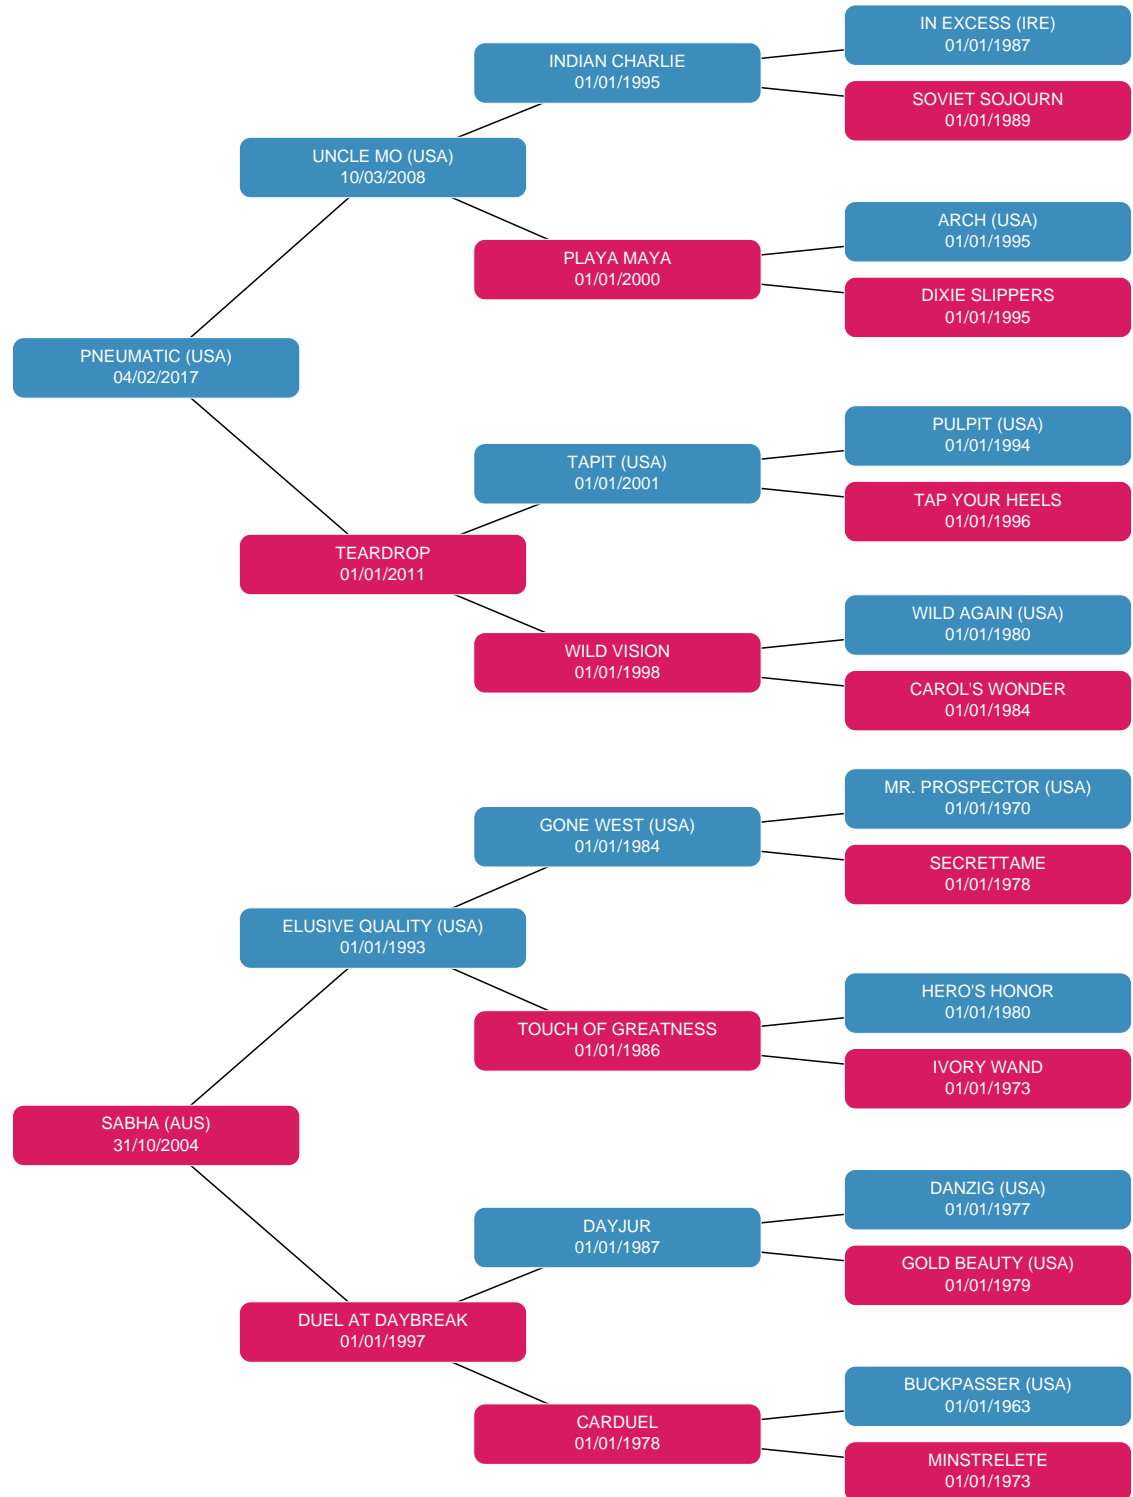 IN EXCESS (IRE)
01/01/1987
INDIAN CHARLIE
01/01/1995
SOVIET SOJOURN
01/01/1989
UNCLE MO (USA)
10/03/2008
ARCH (USA)
01/01/1995
PLAYA MAYA
01/01/2000
DIXIE SLIPPERS
01/01/1995
PNEUMATIC (USA)
04/02/2017
PULPIT (USA)
01/01/1994
TAPIT (USA)
01/01/2001
TAP YOUR HEELS
01/01/1996
TEARDROP
01/01/2011
WILD AGAIN (USA)
01/01/1980
WILD VISION
01/01/1998
CAROL'S WONDER
01/01/1984
MR. PROSPECTOR (USA)
01/01/1970
GONE WEST (USA)
01/01/1984
SECRETTAME
01/01/1978
ELUSIVE QUALITY (USA)
01/01/1993
HERO'S HONOR
01/01/1980
TOUCH OF GREATNESS
01/01/1986
IVORY WAND
01/01/1973
SABHA (AUS)
31/10/2004
DANZIG (USA)
01/01/1977
DAYJUR
01/01/1987
GOLD BEAUTY (USA)
01/01/1979
DUEL AT DAYBREAK
01/01/1997
BUCKPASSER (USA)
01/01/1963
CARDUEL
01/01/1978
MINSTRELETE
01/01/1973